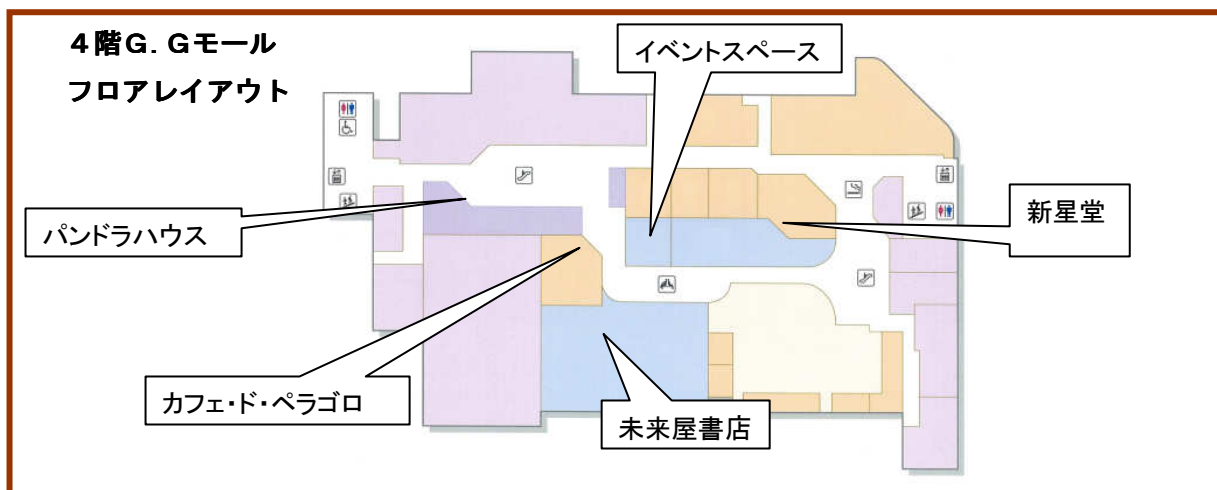 ４階Ｇ．Ｇモール
フロアレイアウト
イベントスペース
新星堂
パンドラハウス
カフェ・ド・ペラゴロ
未来屋書店